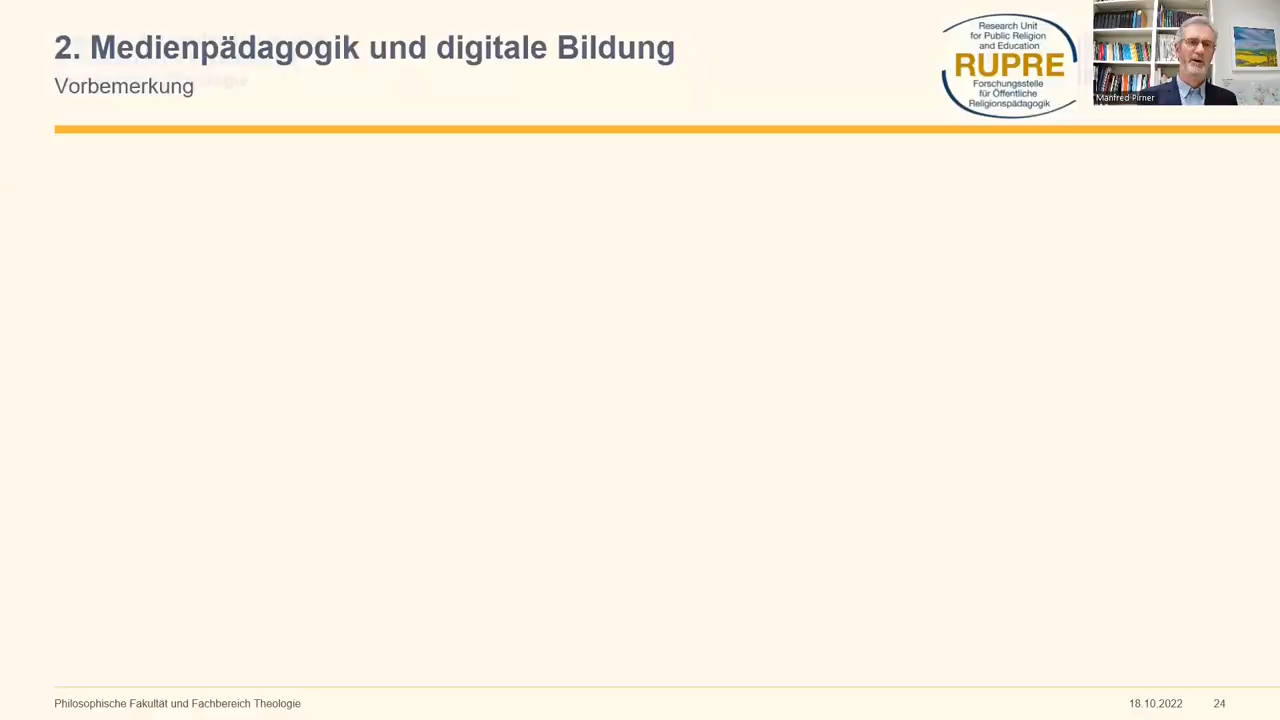 2. Medienpädagogik und digitale Bildung
Vorbemerkung
Research Unit
for Public Religion
and Education
RUPRE
Forschungsstelle
für Öffentliche
Religionspädagogik
Manfred Pirner
Philosophische Fakultät und Fachbereich Theologie
18.10.2022
24